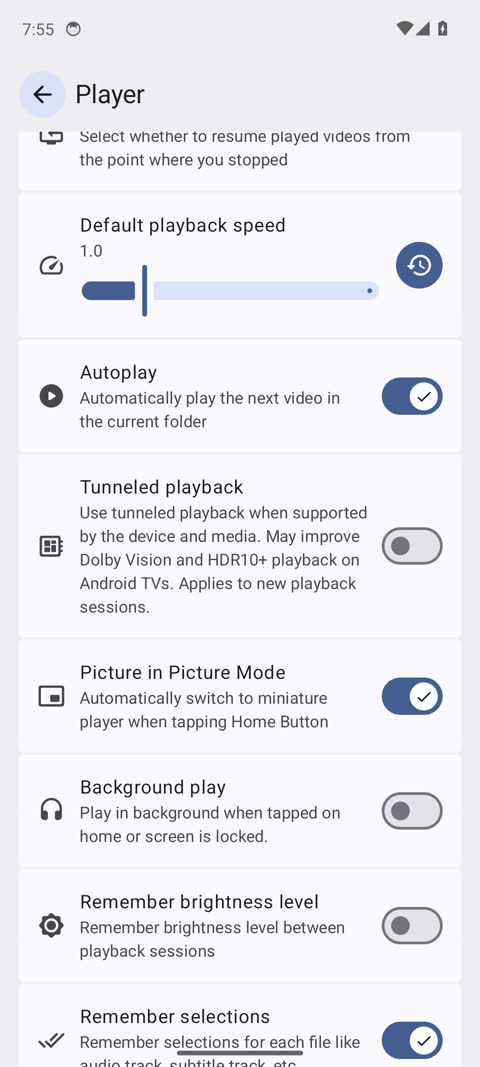 7:55
Player
Select whether to resume played videos from
the point where you stopped
Default playback speed
1.0
Autoplay
Automatically play the next video in
the current folder
Tunneled playback
Use tunneled playback when supported
by the device and media. May improve
Dolby Vision and HDR10+ playback on
Android TVs. Applies to new playback
sessions.
Picture in Picture Mode
Automatically switch to miniature
player when tapping Home Button
Background play
Play in background when tapped on
home or screen is locked.
Remember brightness level
Remember brightness level between
playback sessions
Remember selections
Remember selections for each file like
audio track, subtitle track, etc